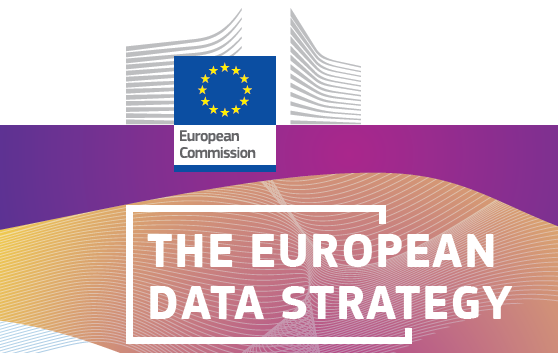 European
Commission
THE EUROPEAN
DATA STRATEGY